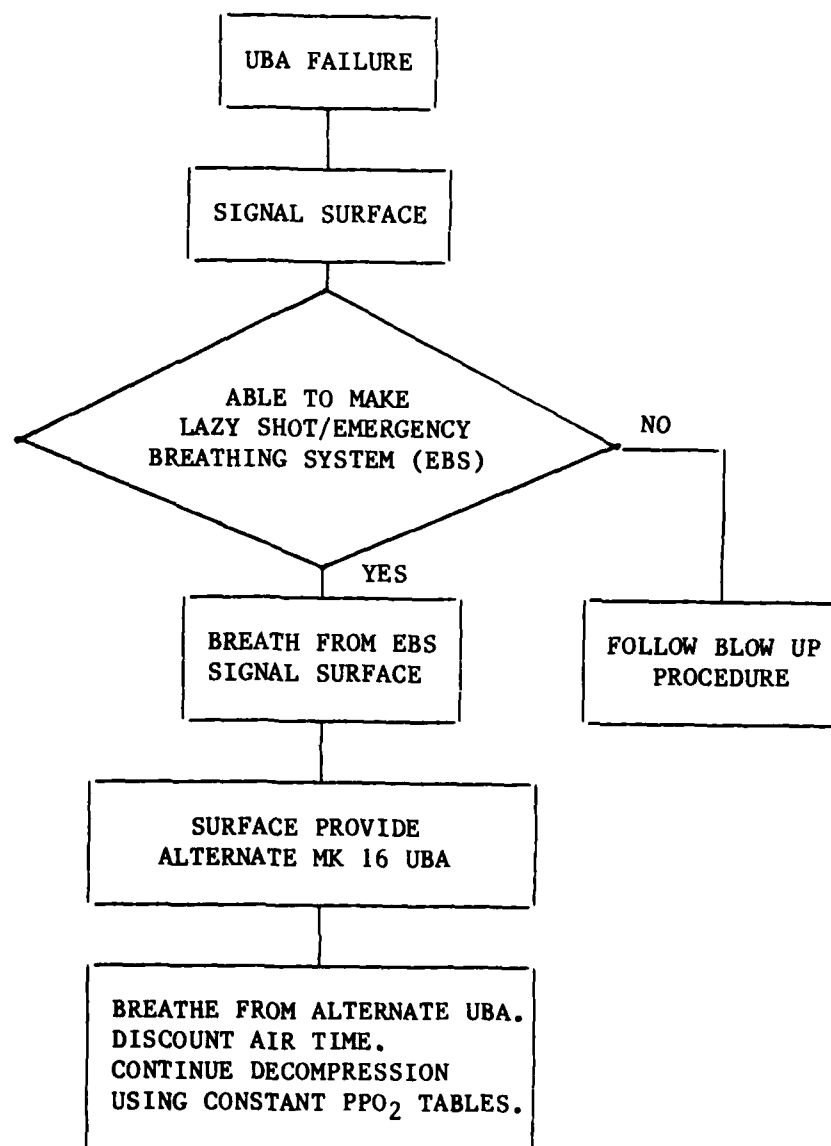 UBA FAILURE
SIGNAL SURFACE
ABLE TO MAKE
LAZY SHOT/EMERGENCY
BREATHING SYSTEM (EBS)
NO
YES
BREATH FROM EBS
SIGNAL SURFACE
FOLLOW BLOW UP
PROCEDURE
SURFACE PROVIDE
ALTERNATE MK 16 UBA
BREATHE FROM ALTERNATE UBA.
DISCOUNT AIR TIME.
CONTINUE DECOMPRESSION
USING CONSTANT PPO₂ TABLES.